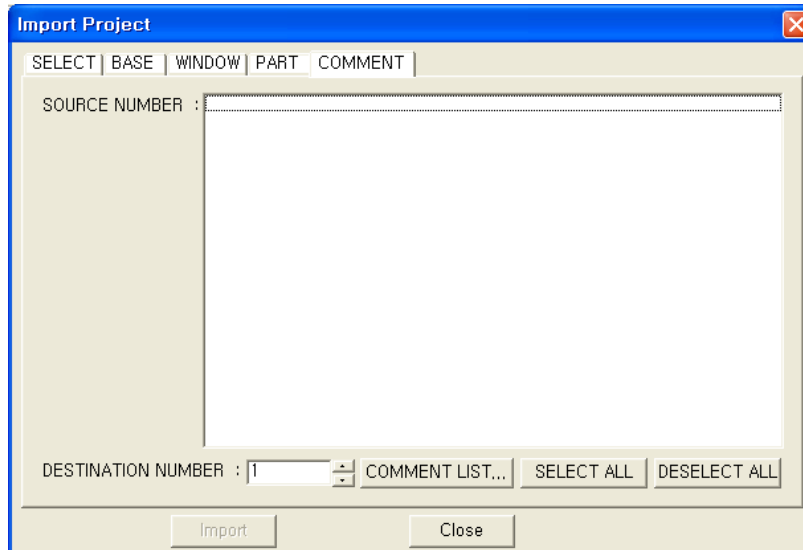 Import Project
SELECT BASE WINDOW PART COMMENT
SOURCE NUMBER :
DESTINATION NUMBER : 1 COMMENT LIST... SELECT ALL DESELECT ALL
Import Close